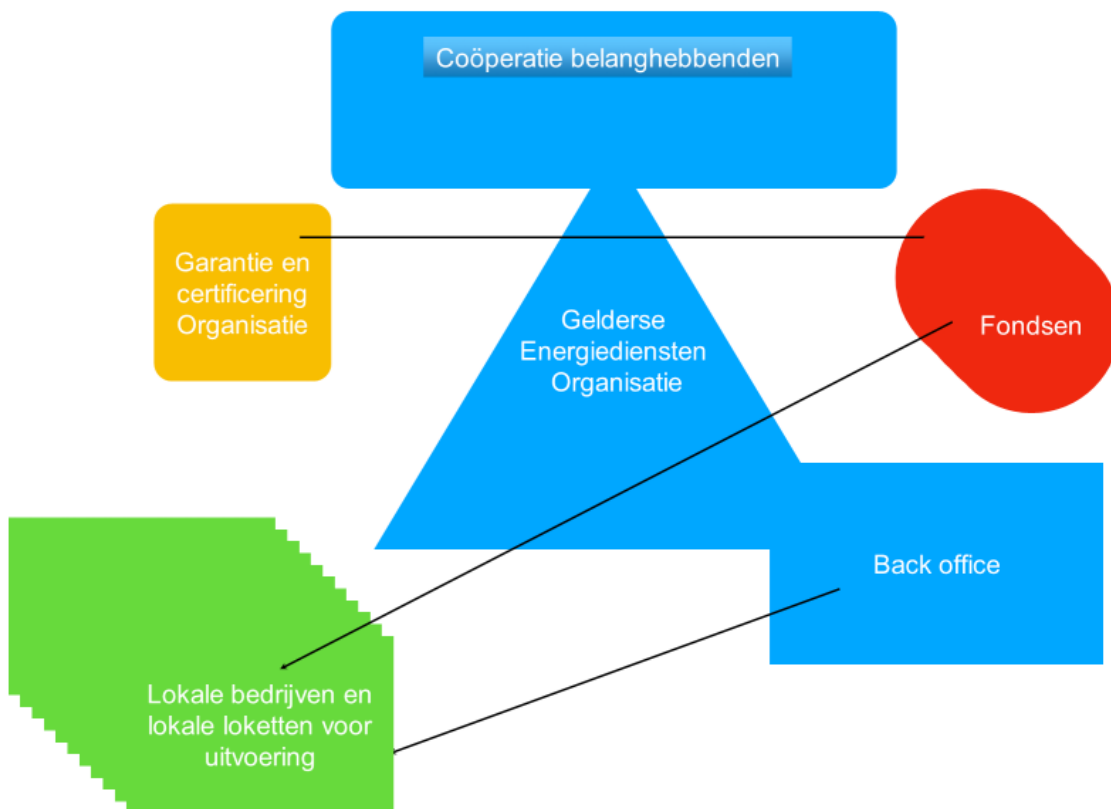 Coöperatie belanghebbenden
Garantie en
certificering
Organisatie
Gelderse
Energiediensten
Organisatie
Fondsen
Back office
Lokale bedrijven en
lokale loketten voor
uitvoering